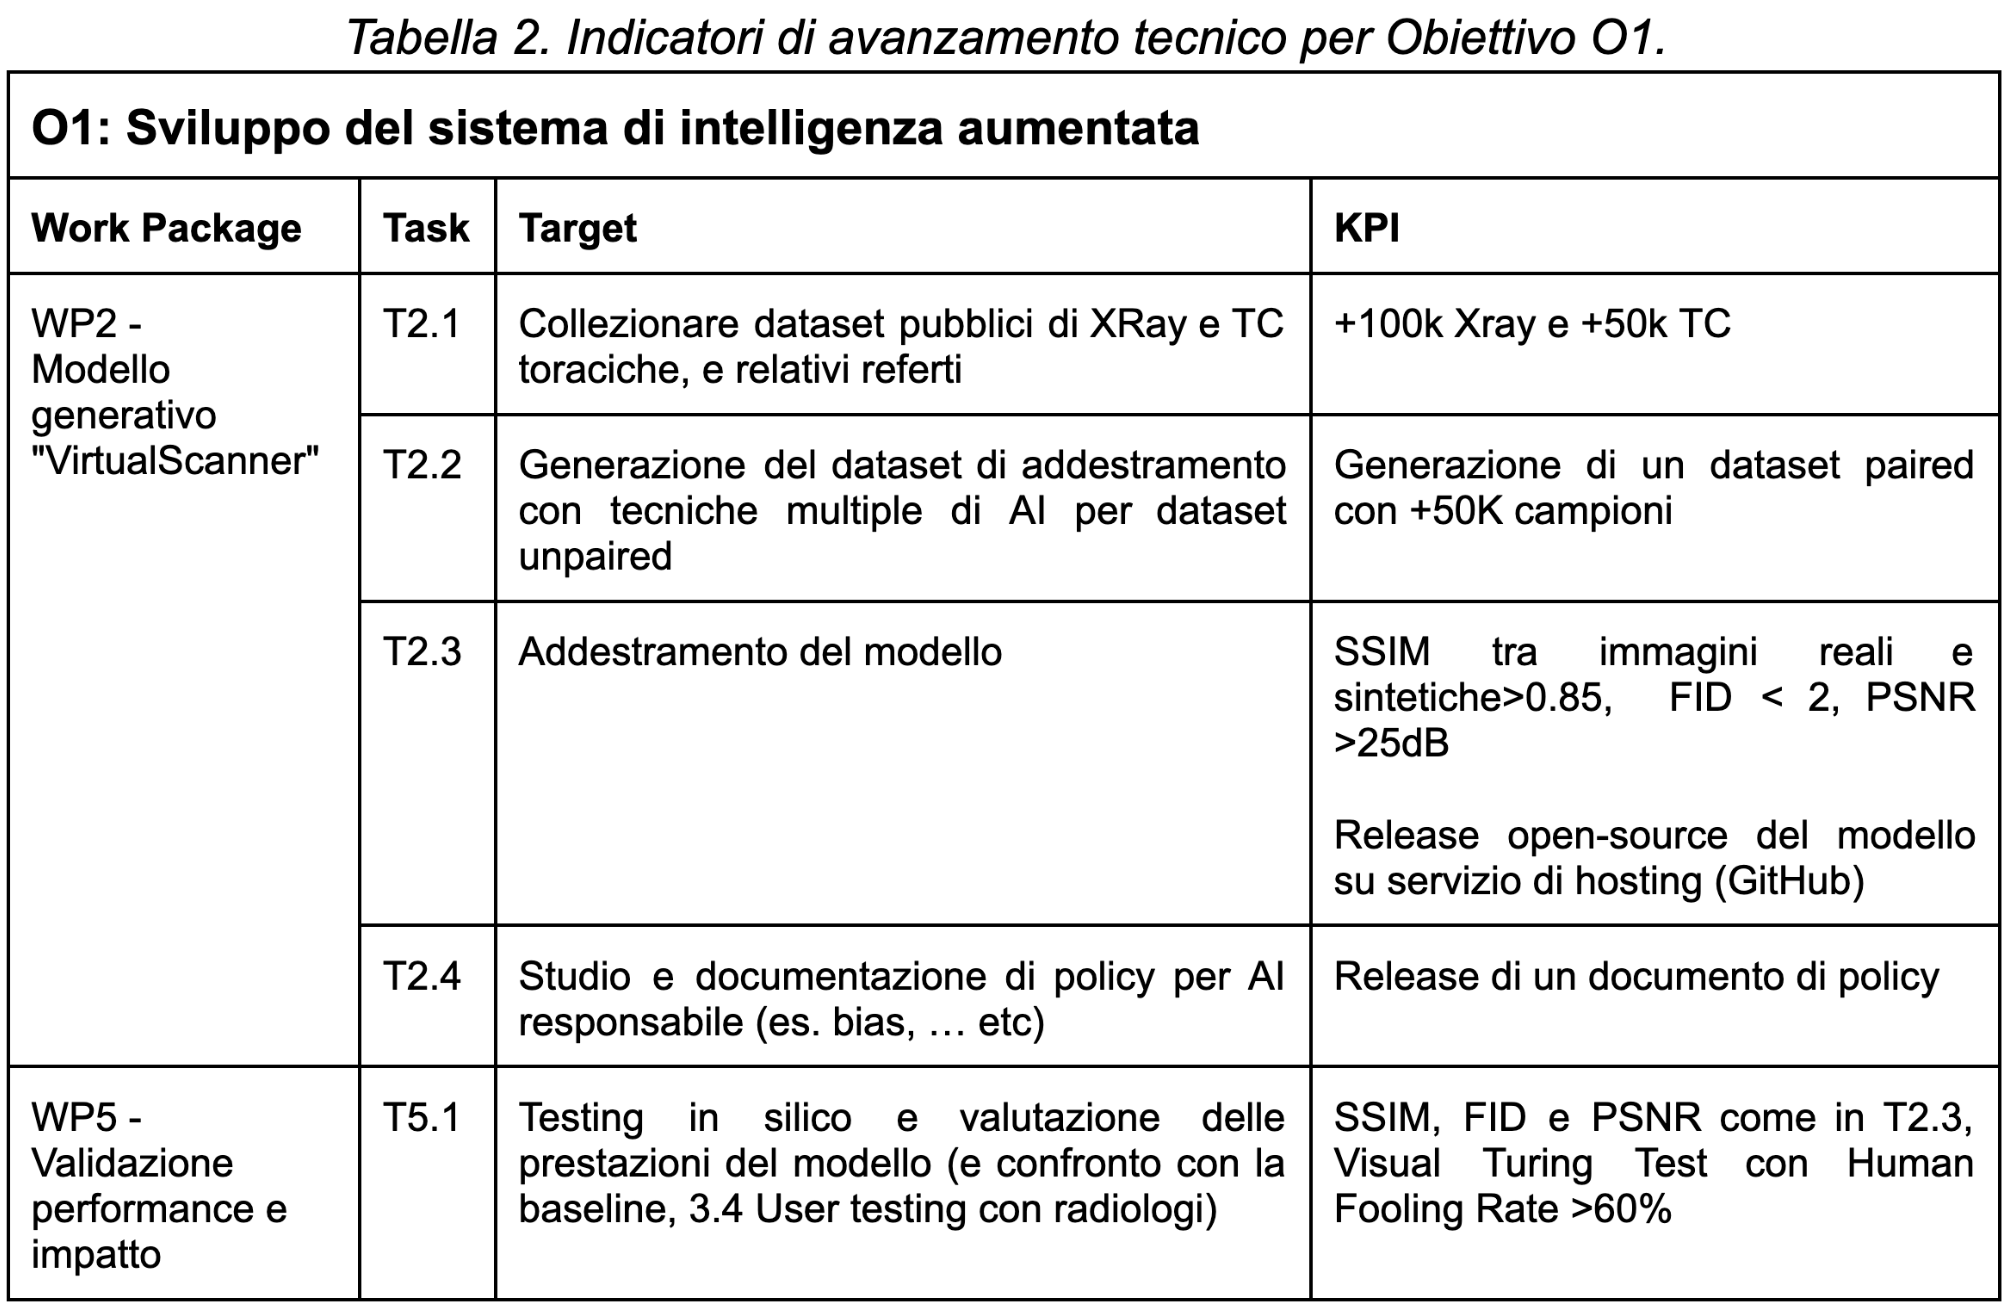 Tabella 2. Indicatori di avanzamento tecnico per Obiettivo O1.
O1: Sviluppo del sistema di intelligenza aumentata
Work Package
Task
Target
KPI
WP2 -
Modello
generativo
"VirtualScanner"
T2.1
Collezionare dataset pubblici di XRay e TC
toraciche, e relativi referti
+100k Xray e +50k TC
T2.2
Generazione del dataset di addestramento
con tecniche multiple di AI per dataset
unpaired
Generazione di un dataset paired
con +50K campioni
T2.3
Addestramento del modello
SSIM tra immagini reali e
sintetiche>0.85, FID < 2, PSNR
>25dB
Release open-source del modello
su servizio di hosting (GitHub)
T2.4
Studio e documentazione di policy per AI
responsabile (es. bias, … etc)
Release di un documento di policy
WP5 -
Validazione
performance e
impatto
T5.1
Testing in silico e valutazione delle
prestazioni del modello (e confronto con la
baseline, 3.4 User testing con radiologi)
SSIM, FID e PSNR come in T2.3,
Visual Turing Test con Human
Fooling Rate >60%